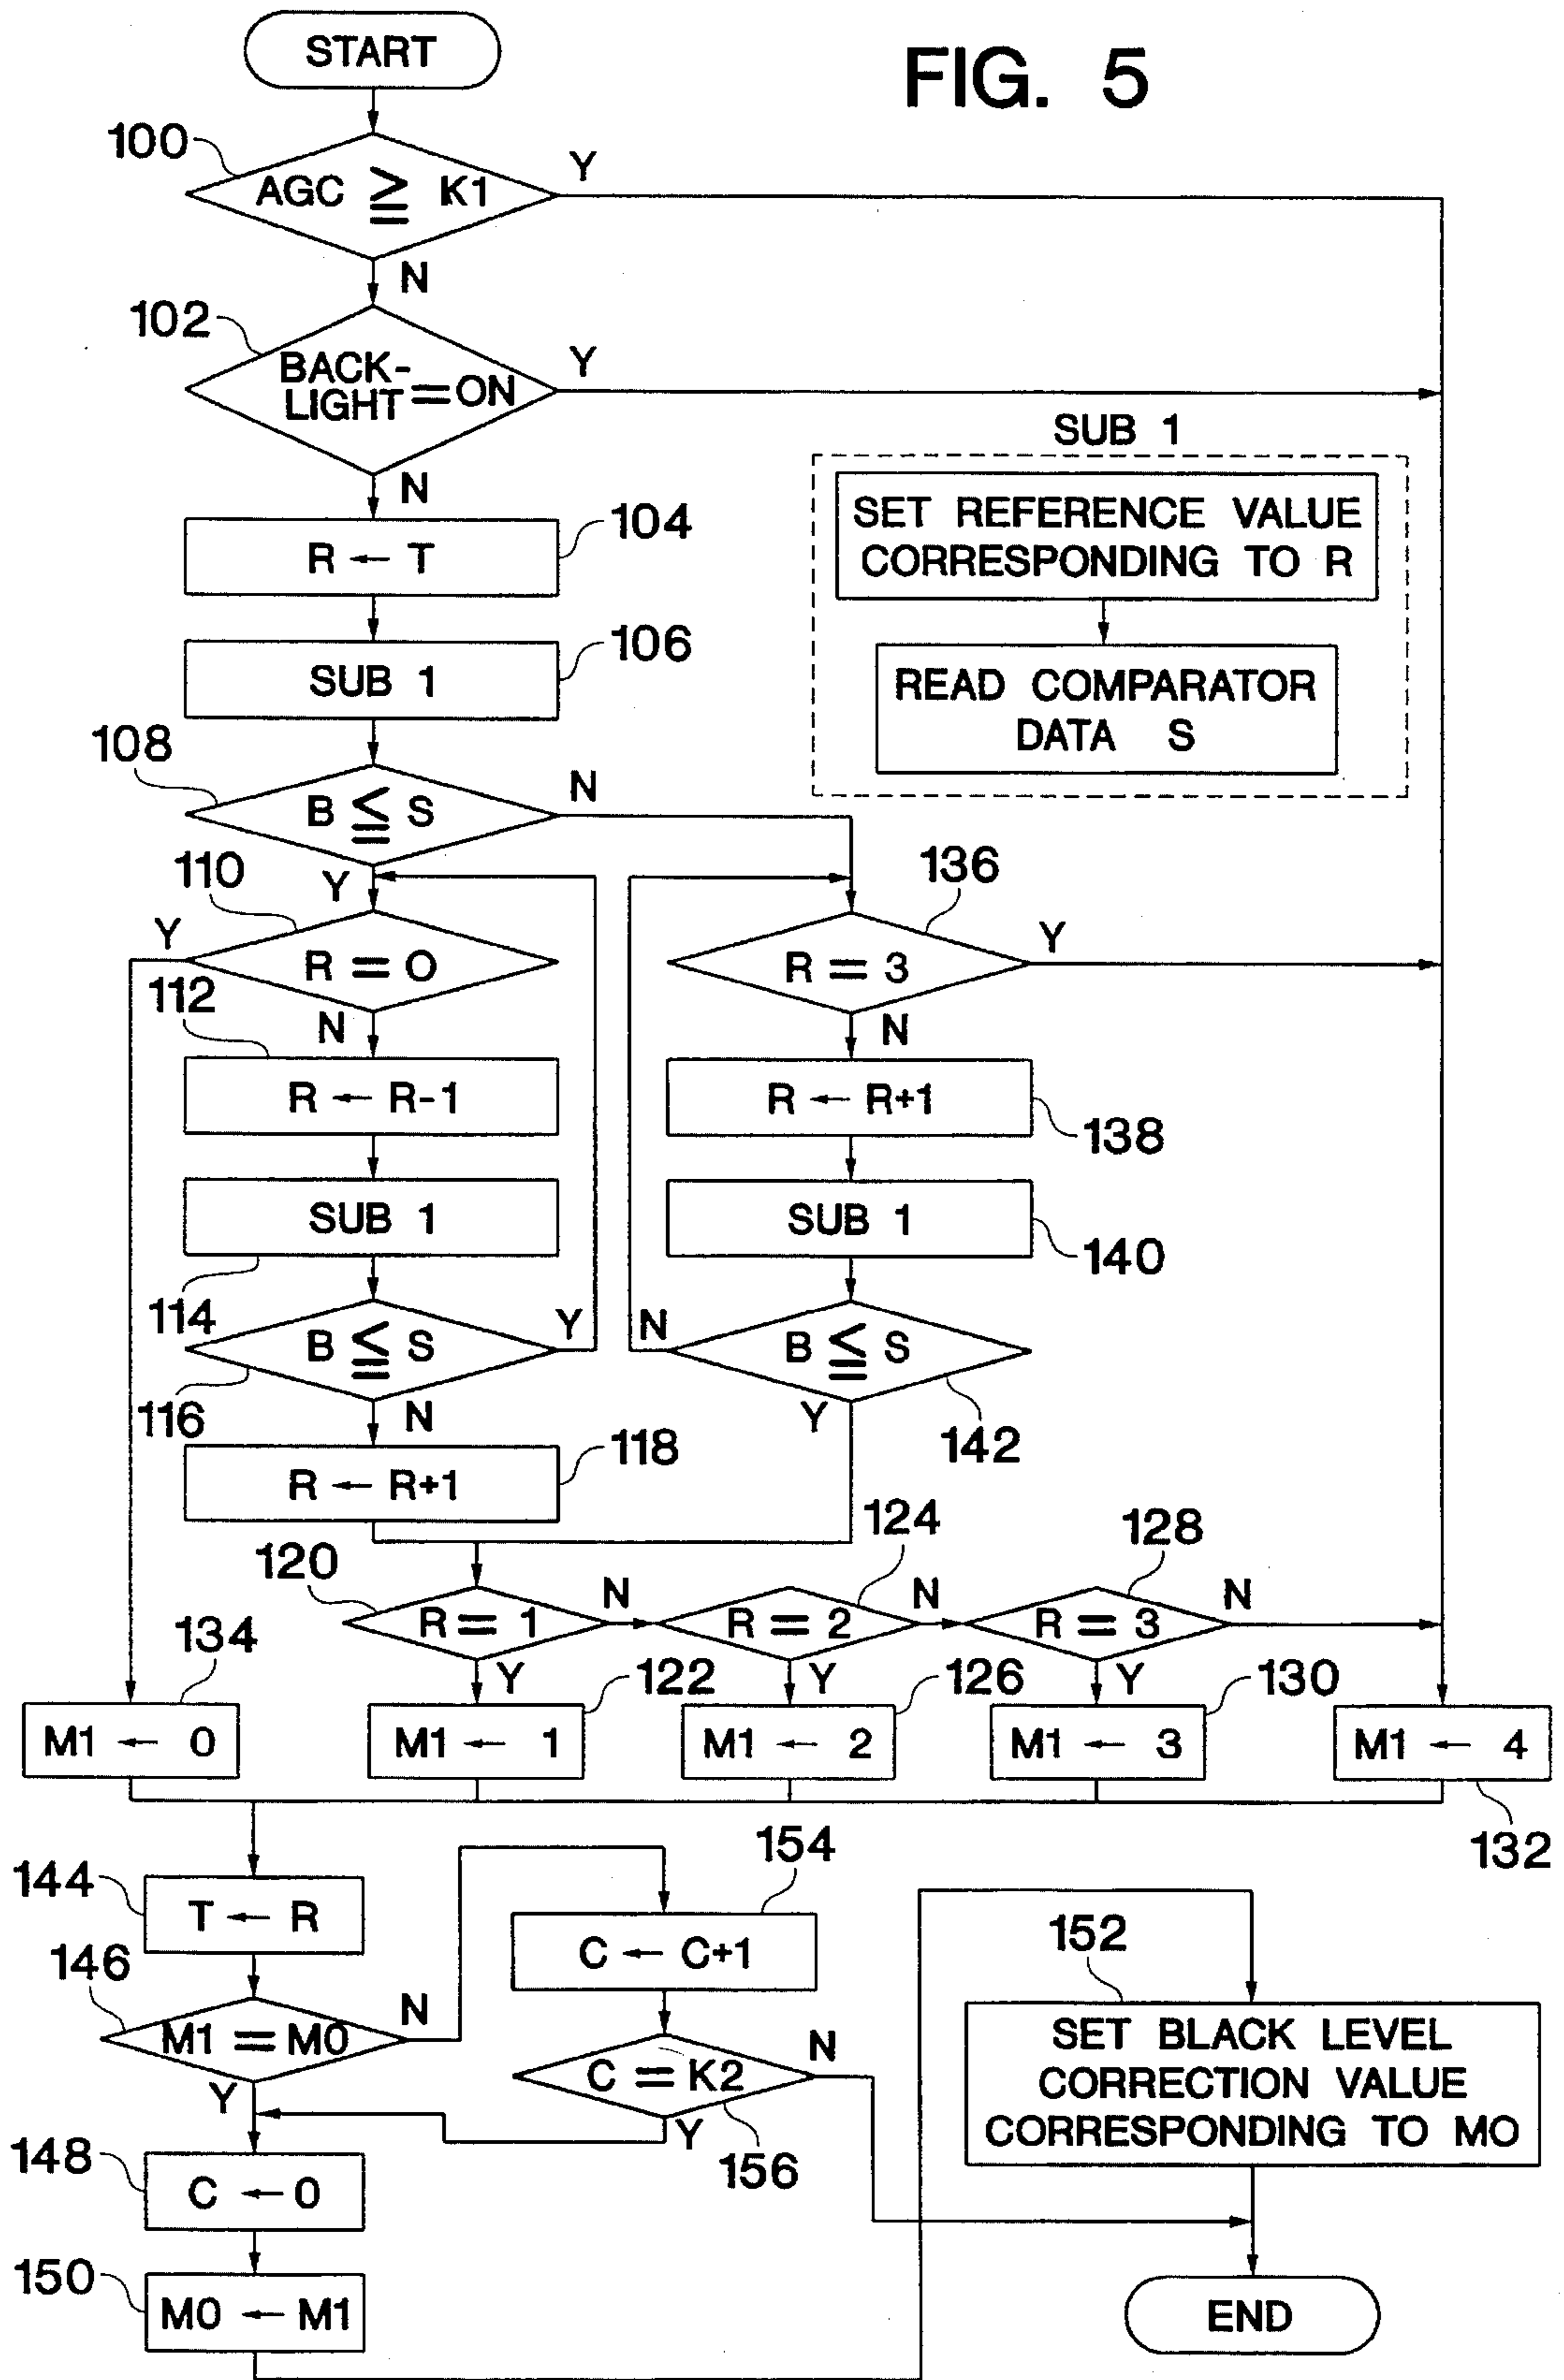 START
FIG. 5
100
AGC ≧ K1
Y
N
102
BACK-
LIGHT = ON
Y
N
SUB 1
SET REFERENCE VALUE
CORRESPONDING TO R
READ COMPARATOR
DATA S
R ← T
104
SUB 1
106
108
B ≦ S
N
Y
110
R = 0
Y
N
136
R = 3
Y
N
112
R ← R-1
R ← R+1
138
SUB 1
114
SUB 1
140
B ≦ S
Y
116
N
N
B ≦ S
Y
142
R ← R+1
118
120
R = 1
N
Y
124
R = 2
N
Y
128
R = 3
N
Y
134
M1 ← 0
122
M1 ← 1
126
M1 ← 2
130
M1 ← 3
M1 ← 4
132
144
T ← R
154
C ← C+1
146
M1 = M0
N
Y
C = K2
N
Y
156
152
SET BLACK LEVEL
CORRECTION VALUE
CORRESPONDING TO MO
148
C ← 0
150
M0 ← M1
END